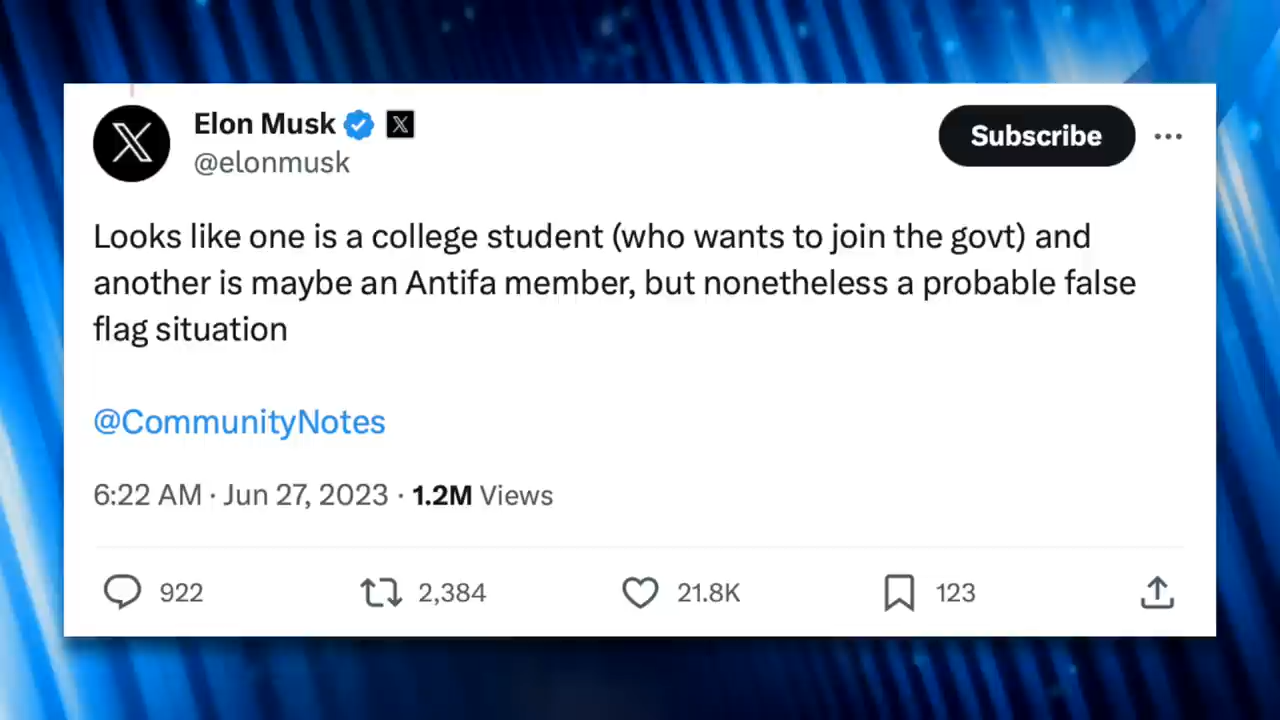 Elon Musk
@elonmusk
Subscribe
Looks like one is a college student (who wants to join the govt) and
another is maybe an Antifa member, but nonetheless a probable false
flag situation
@CommunityNotes
6:22 AM · Jun 27, 2023 · 1.2M Views
922 2,384 21.8K 123